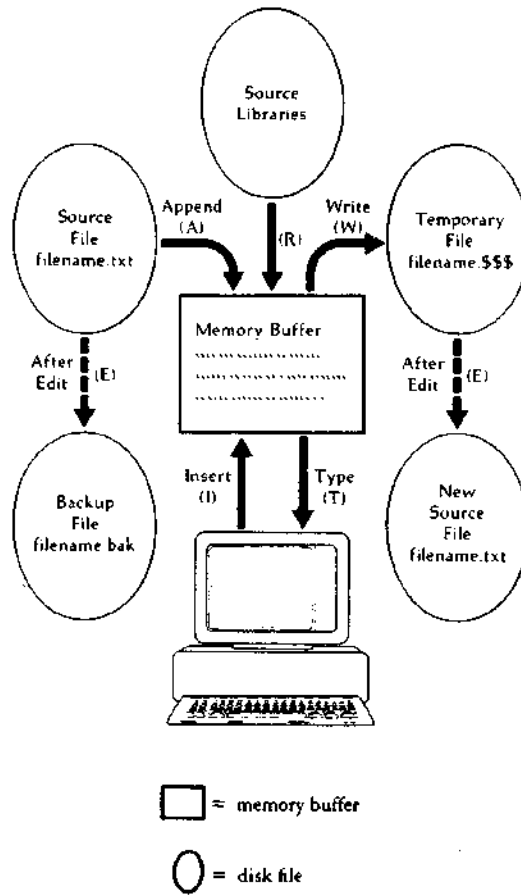 Source
Libraries
Source
File
filename.txt
Append
(A)
(R)
Write
(W)
Temporary
File
filename.$$$
Memory Buffer
After
Edit
(E)
After
Edit
(E)
Insert
(I)
Type
(T)
Backup
File
filename bak
New
Source
File
filename.txt
= memory buffer
= disk file